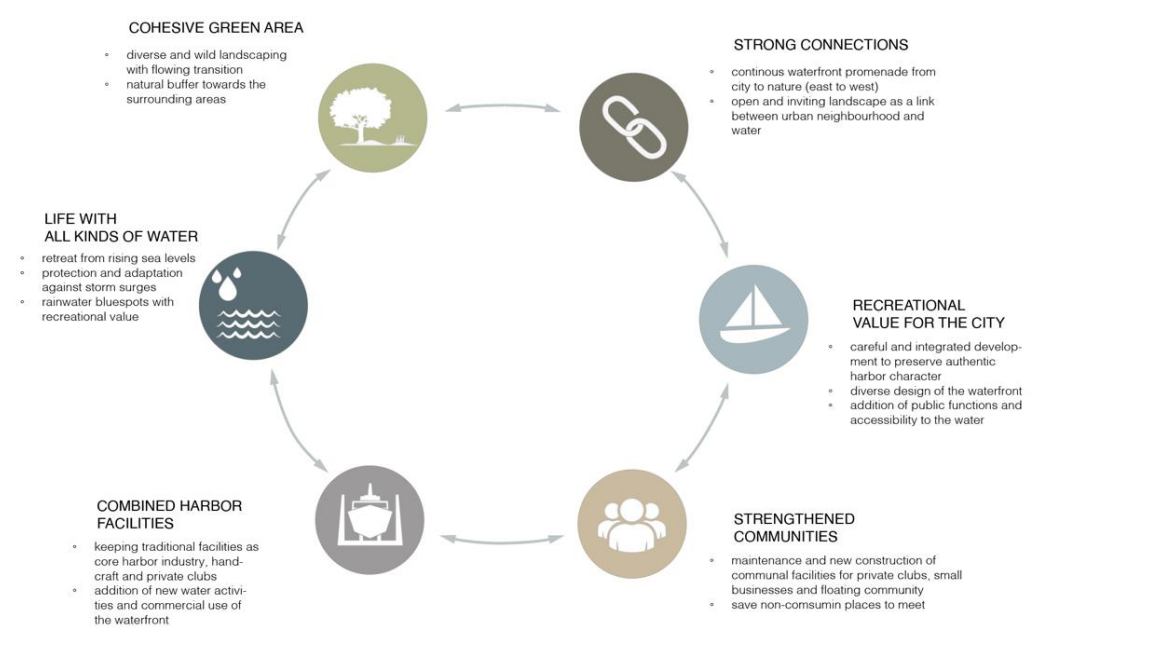 COHESIVE GREEN AREA
◦ diverse and wild landscaping
with flowing transition
◦ natural buffer towards the
surrounding areas
STRONG CONNECTIONS
◦ continous waterfront promenade from
city to nature (east to west)
◦ open and inviting landscape as a link
between urban neighbourhood and
water
LIFE WITH
ALL KINDS OF WATER
◦ retreat from rising sea levels
◦ protection and adaptation
against storm surges
◦ rainwater bluespots with
recreational value
RECREATIONAL
VALUE FOR THE CITY
◦ careful and integrated develop-
ment to preserve authentic
harbor character
◦ diverse design of the waterfront
◦ addition of public functions and
accessibility to the water
COMBINED HARBOR
FACILITIES
◦ keeping traditional facilities as
core harbor industry, hand-
craft and private clubs
◦ addition of new water activi-
ties and commercial use of
the waterfront
STRENGTHENED
COMMUNITIES
◦ maintenance and new construction of
communal facilities for private clubs, small
businesses and floating community
◦ save non-comsumin places to meet